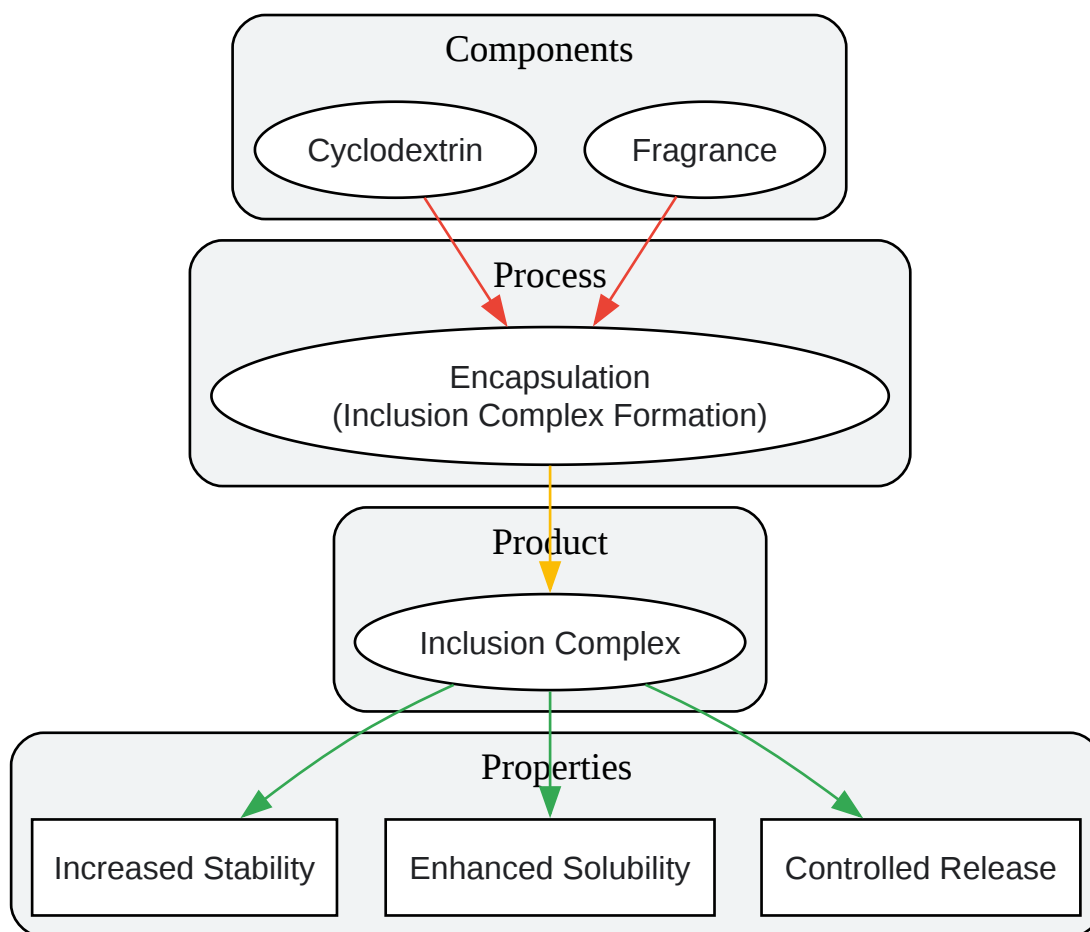 Components
Cyclodextrin
Fragrance
Process
Encapsulation
(Inclusion Complex Formation)
Product
Inclusion Complex
Properties
Increased Stability
Enhanced Solubility
Controlled Release